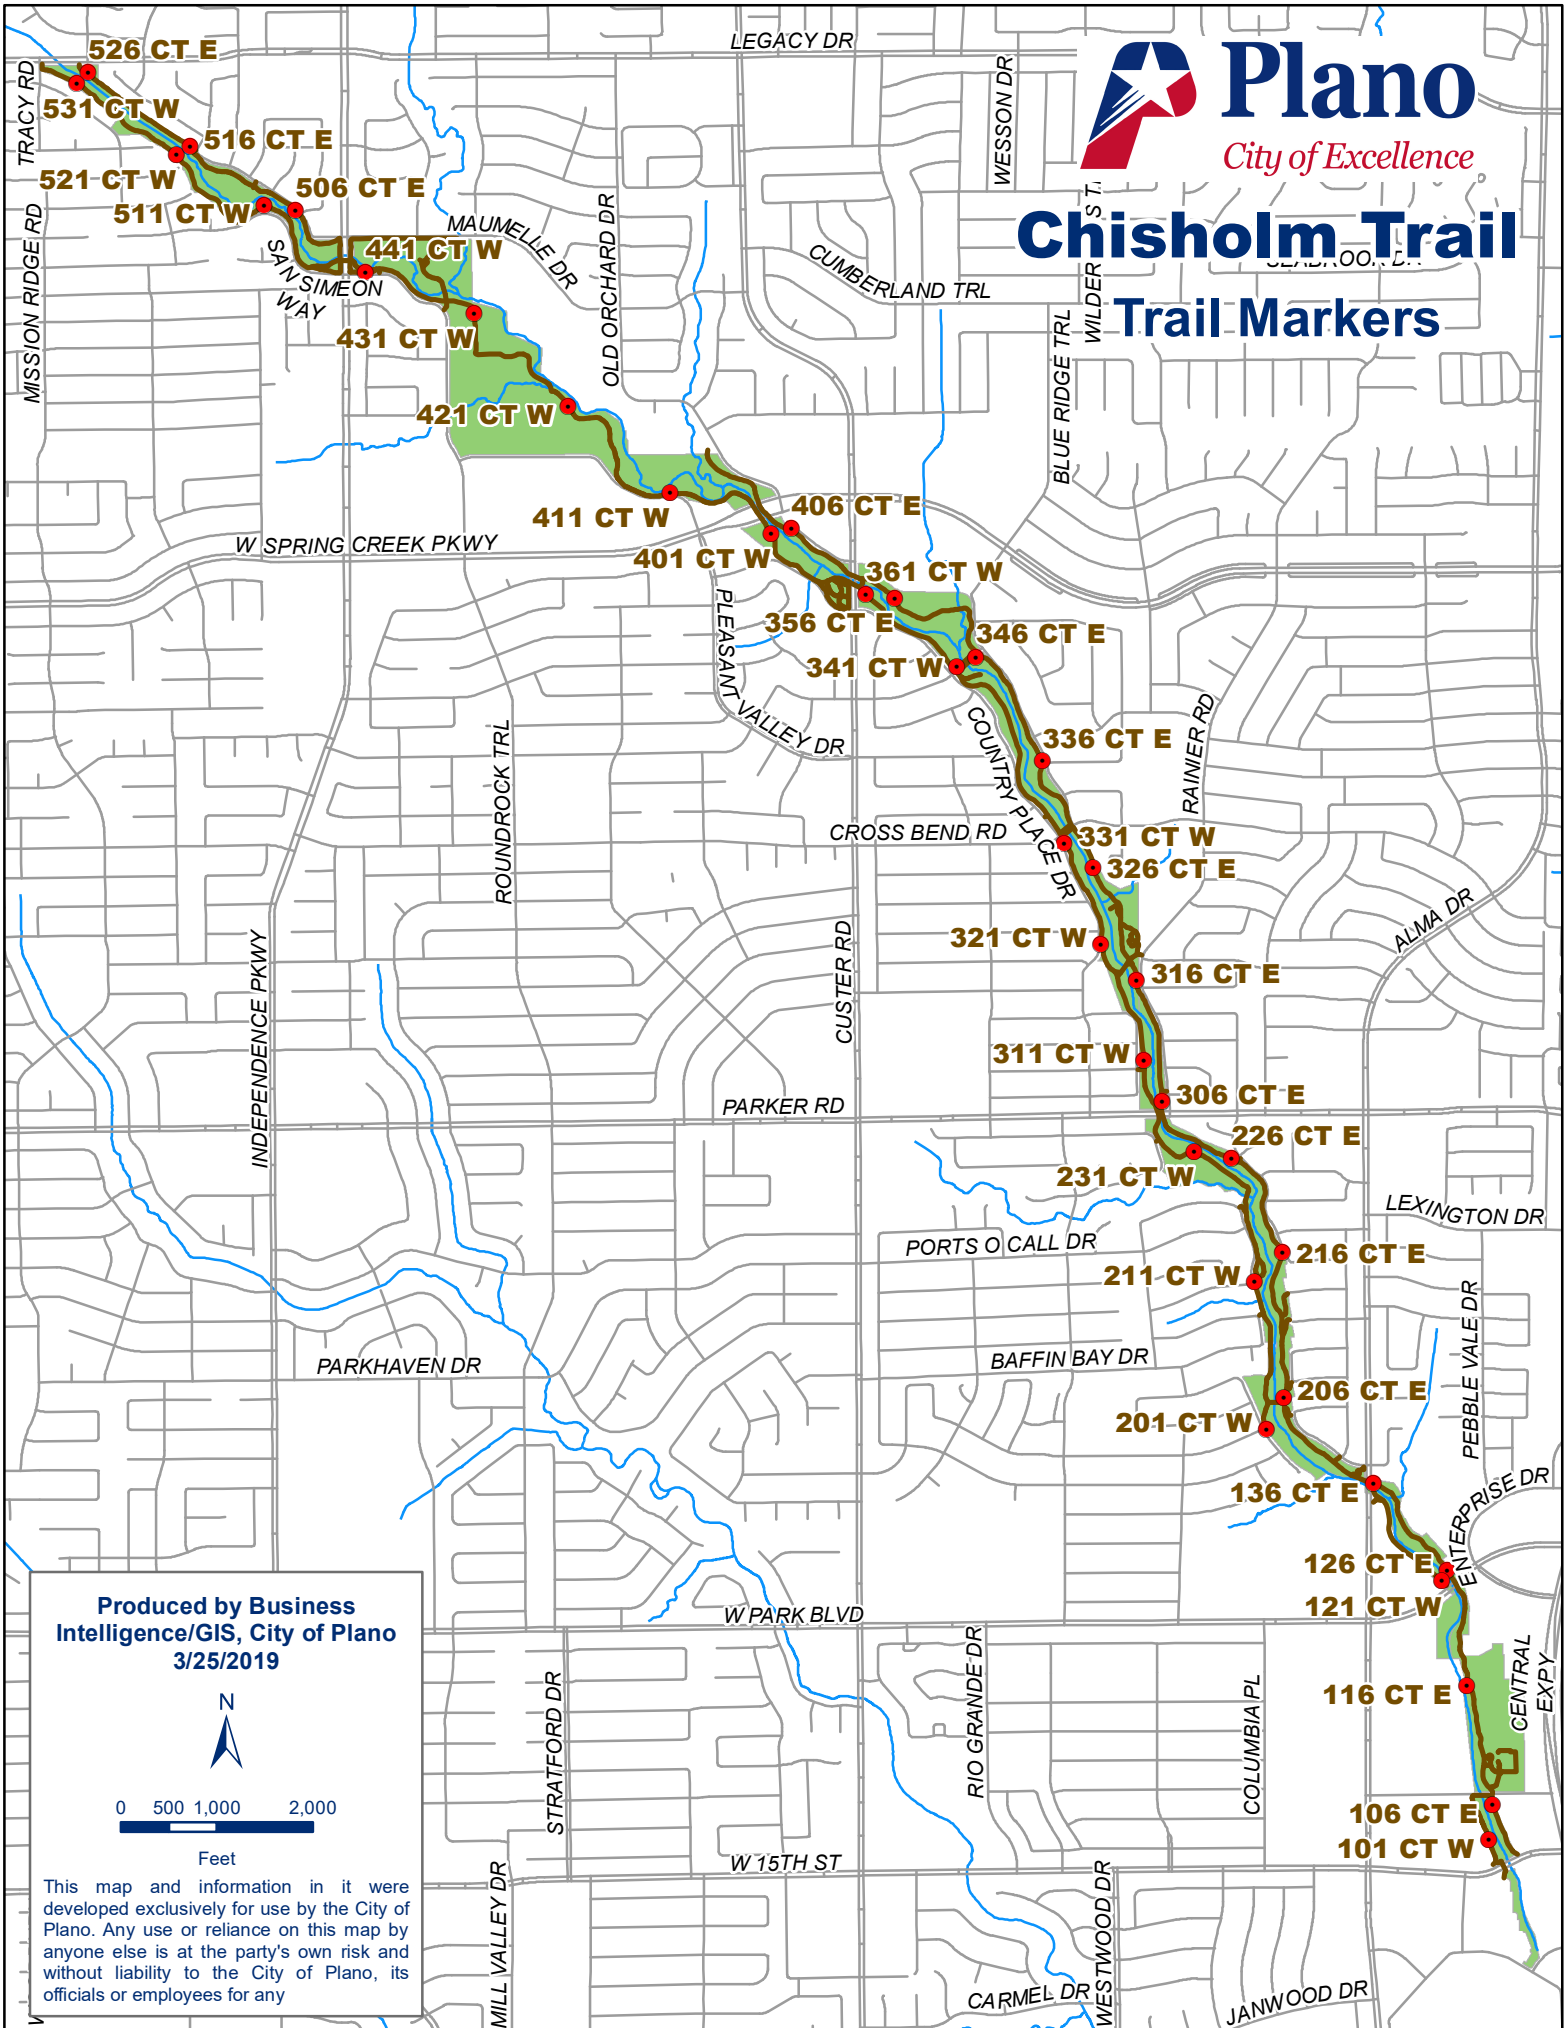 LEGACY DR
Plano
City of Excellence
Chisholm Trail
Trail Markers
526 CT E
531 CT W
516 CT E
521 CT W
506 CT E
511 CT W
441 CT W
431 CT W
421 CT W
411 CT W
406 CT E
401 CT W
361 CT W
356 CT E
346 CT E
341 CT W
336 CT E
331 CT W
326 CT E
321 CT W
316 CT E
311 CT W
306 CT E
226 CT E
231 CT W
216 CT E
211 CT W
206 CT E
201 CT W
136 CT E
126 CT E
121 CT W
116 CT E
106 CT E
101 CT W
TRACY RD
MISSION RIDGE RD
SAN SIMEON
WAY
MAUMELLE DR
OLD ORCHARD DR
CUMBERLAND TRL
WESSON DR
BLUE RIDGE TRL
W SPRING CREEK PKWY
PLEASANT VALLEY DR
ROUNDROCK TRL
COUNTRY PLACE DR
RAINIER RD
CROSS BEND RD
ALMA DR
INDEPENDENCE PKWY
CUSTER RD
PARKER RD
LEXINGTON DR
PORTS O CALL DR
PEBBLE VALE DR
PARKHAVEN DR
BAFFIN BAY DR
ENTERPRISE DR
W PARK BLVD
STRATFORD DR
RIO GRANDE DR
COLUMBIA PL
CENTRAL
EXPY
W 15TH ST
MILL VALLEY DR
WESTWOOD DR
CARMEL DR
JANWOOD DR
Produced by Business
Intelligence/GIS, City of Plano
3/25/2019
N
0 500 1,000 2,000
Feet
This map and information in it were
developed exclusively for use by the City of
Plano. Any use or reliance on this map by
anyone else is at the party's own risk and
without liability to the City of Plano, its
officials or employees for any